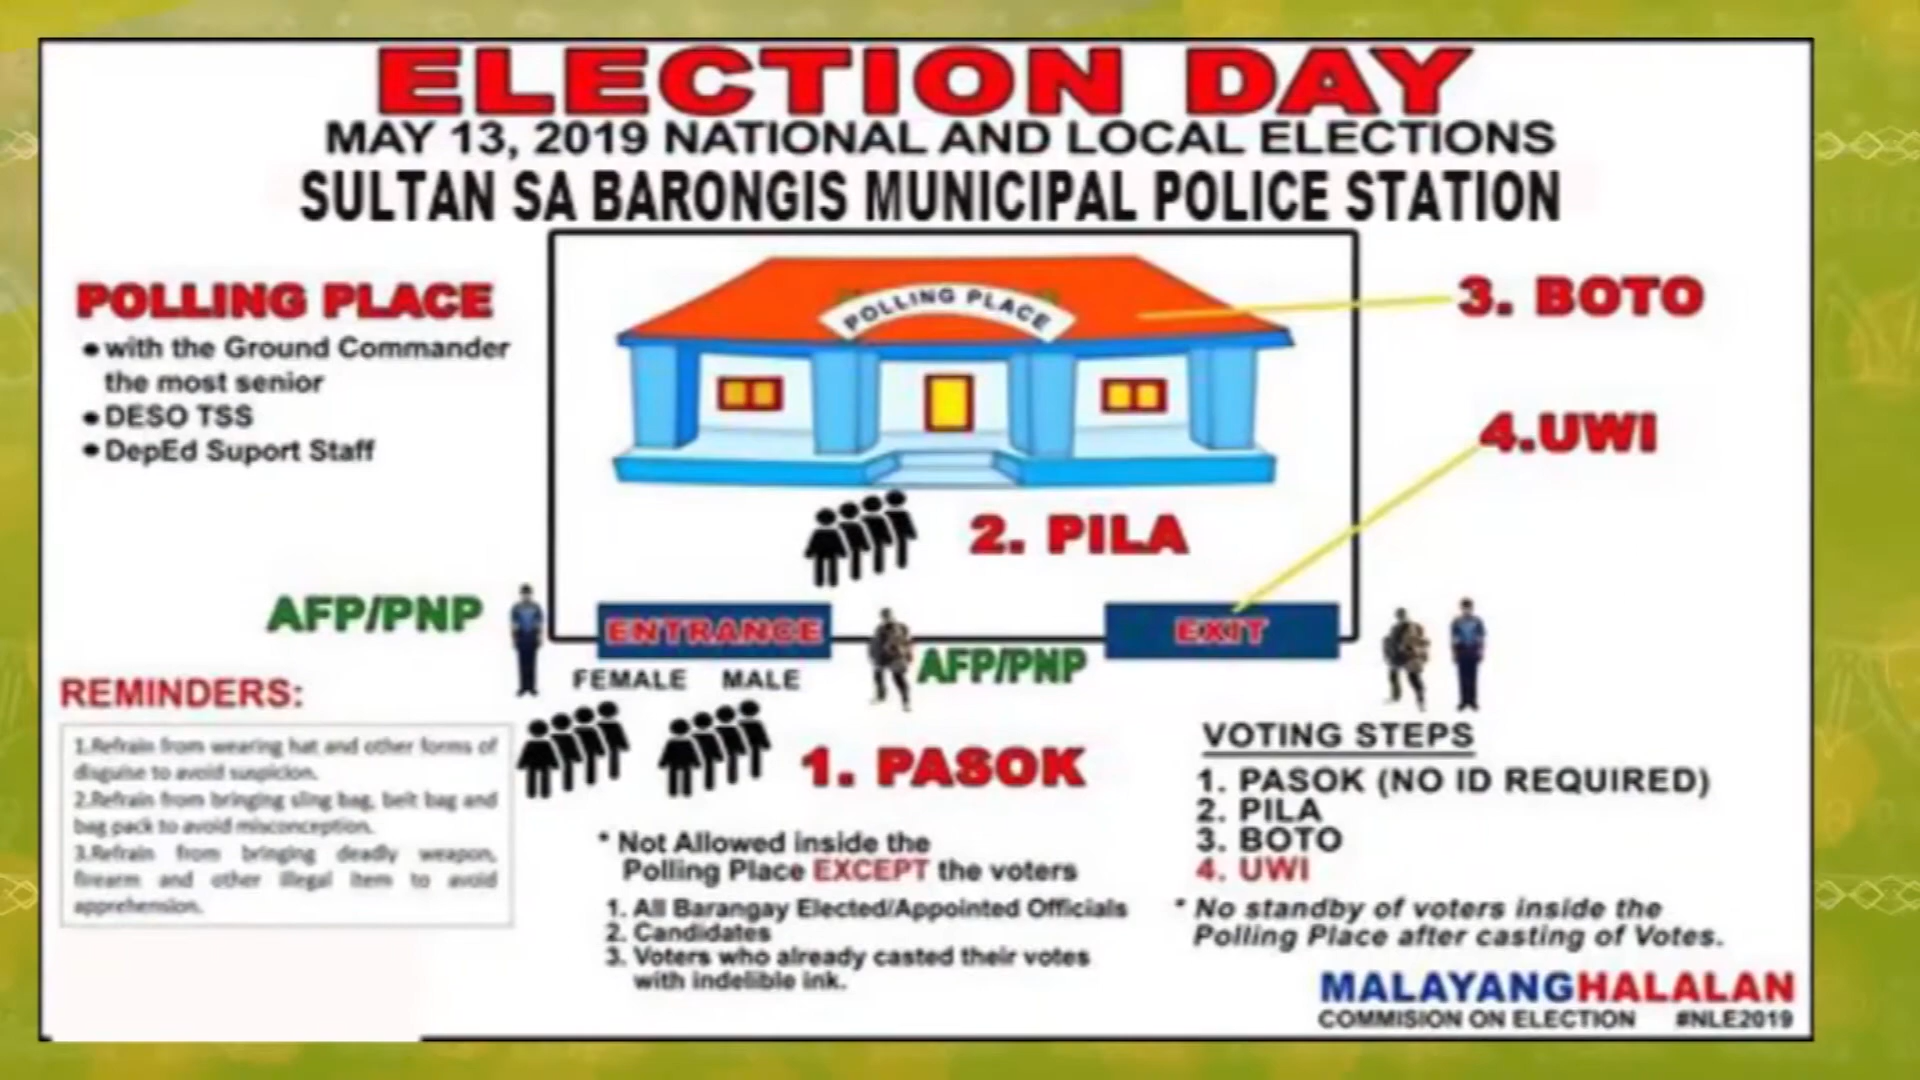 ELECTION DAY
MAY 13, 2019 NATIONAL AND LOCAL ELECTIONS
SULTAN SA BARONGIS MUNICIPAL POLICE STATION
POLLING PLACE
• with the Ground Commander
the most senior
• DESO TSS
• DepEd Suport Staff
POLLING PLACE
3. BOTO
4.UWI
2. PILA
AFP/PNP
ENTRANCE
EXIT
AFP/PNP
FEMALE MALE
1. PASOK
REMINDERS:
1.Refrain from wearing hat and other forms of
disguise to avoid suspicion.
2.Refrain from bringing sling bag, belt bag and
bag pack to avoid misconception.
3.Refrain from bringing deadly weapon,
firearm and other illegal item to avoid
apprehension.
* Not Allowed inside the
Polling Place EXCEPT the voters
1. All Barangay Elected/Appointed Officials
2. Candidates
3. Voters who already casted their votes
with indelible ink.
VOTING STEPS
1. PASOK (NO ID REQUIRED)
2. PILA
3. BOTO
4. UWI
* No standby of voters inside the
Polling Place after casting of Votes.
MALAYANGHALALAN
COMMISION ON ELECTION #NLE2019